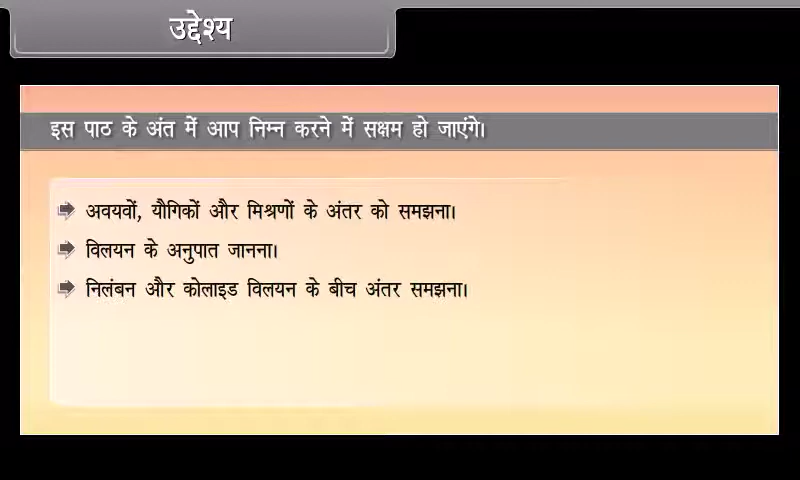 उद्देश्य
इस पाठ के अंत में आप निम्न करने में सक्षम हो जाएंगे।
अवयवों, यौगिकों और मिश्रणों के अंतर को समझना।
विलयन के अनुपात जानना।
निलंबन और कोलाइड विलयन के बीच अंतर समझना।